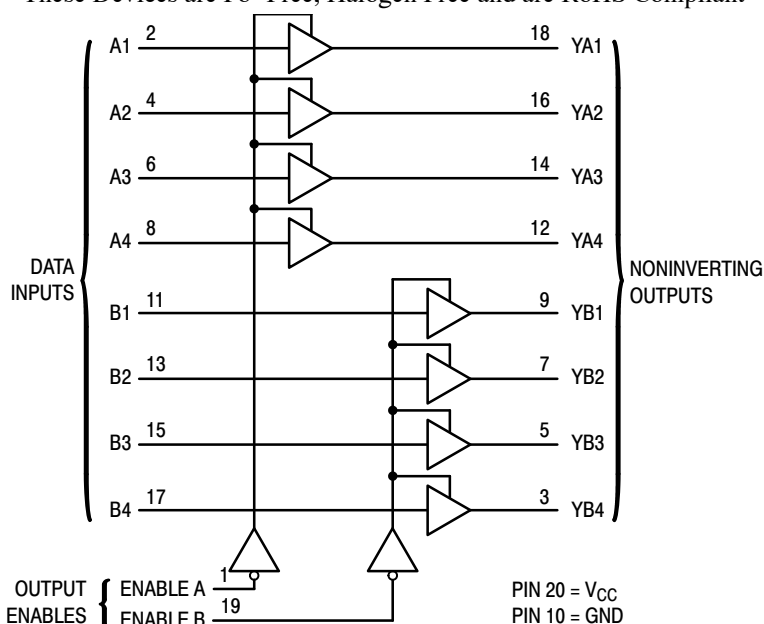 These Devices are Pb-Free, Halogen Free and are RoHS Compliant
A1 2 18 YA1
A2 4 16 YA2
A3 6 14 YA3
A4 8 12 YA4
DATA INPUTS
NONINVERTING OUTPUTS
B1 11 9 YB1
B2 13 7 YB2
B3 15 5 YB3
B4 17 3 YB4
OUTPUT ENABLES
ENABLE A 1
ENABLE B 19
PIN 20 = VCC
PIN 10 = GND